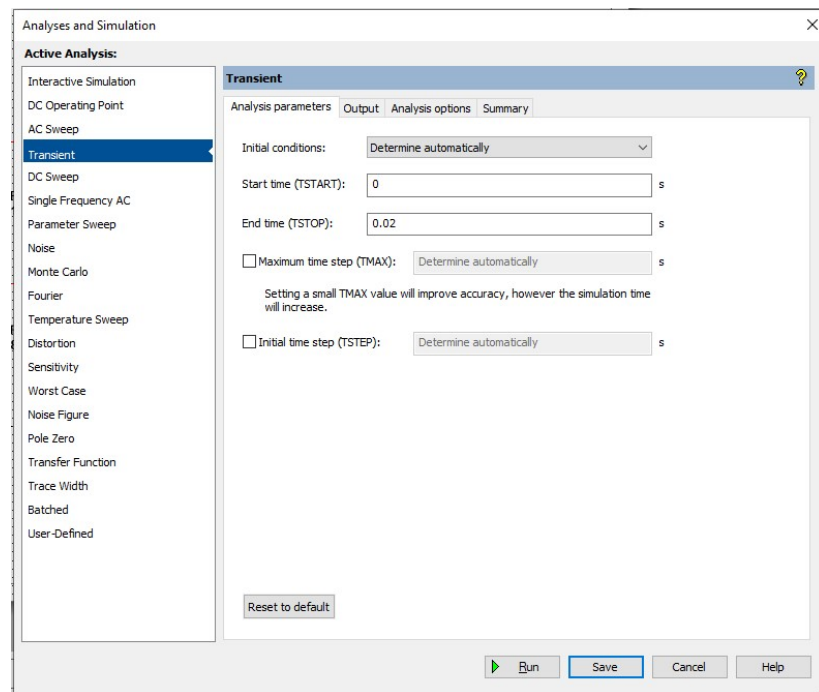 Analyses and Simulation
Active Analysis:
Interactive Simulation
DC Operating Point
AC Sweep
Transient
DC Sweep
Single Frequency AC
Parameter Sweep
Noise
Monte Carlo
Fourier
Temperature Sweep
Distortion
Sensitivity
Worst Case
Noise Figure
Pole Zero
Transfer Function
Trace Width
Batched
User-Defined
Transient
Analysis parameters Output Analysis options Summary
Initial conditions: Determine automatically
Start time (TSTART): 0 s
End time (TSTOP): 0.02 s
Maximum time step (TMAX): Determine automatically s
Setting a small TMAX value will improve accuracy, however the simulation time
will increase.
Initial time step (TSTEP): Determine automatically s
Reset to default
Run Save Cancel Help